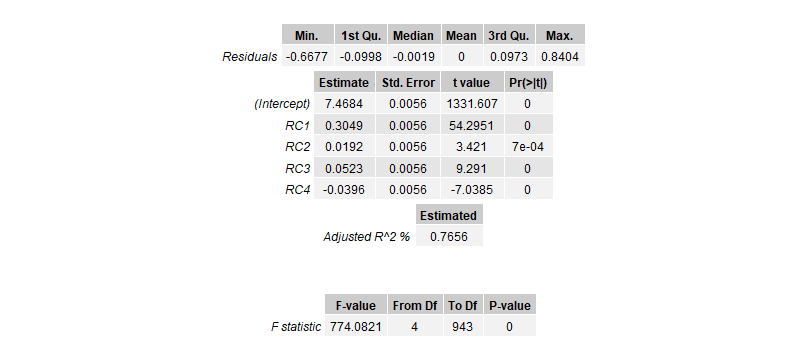 Min. 1st Qu. Median Mean 3rd Qu. Max.
Residuals -0.6677 -0.0998 -0.0019 0 0.0973 0.8404
Estimate Std. Error t value Pr(>|t|)
(Intercept) 7.4684 0.0056 1331.607 0
RC1 0.3049 0.0056 54.2951 0
RC2 0.0192 0.0056 3.421 7e-04
RC3 0.0523 0.0056 9.291 0
RC4 -0.0396 0.0056 -7.0385 0
Estimated
Adjusted R^2 % 0.7656
F-value From Df To Df P-value
F statistic 774.0821 4 943 0